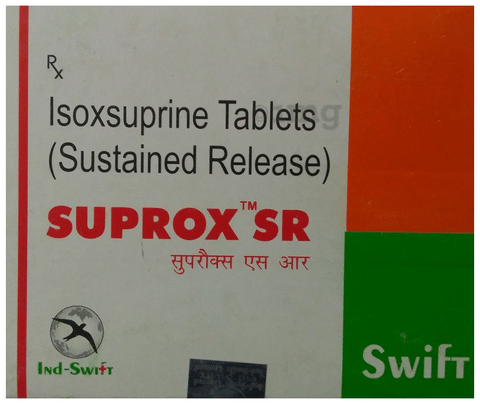 Rx
Isoxsuprine Tablets
(Sustained Release)
SUPROX™ SR
सुपरौक्स एस आर
IND-SWIFT
SWIFT